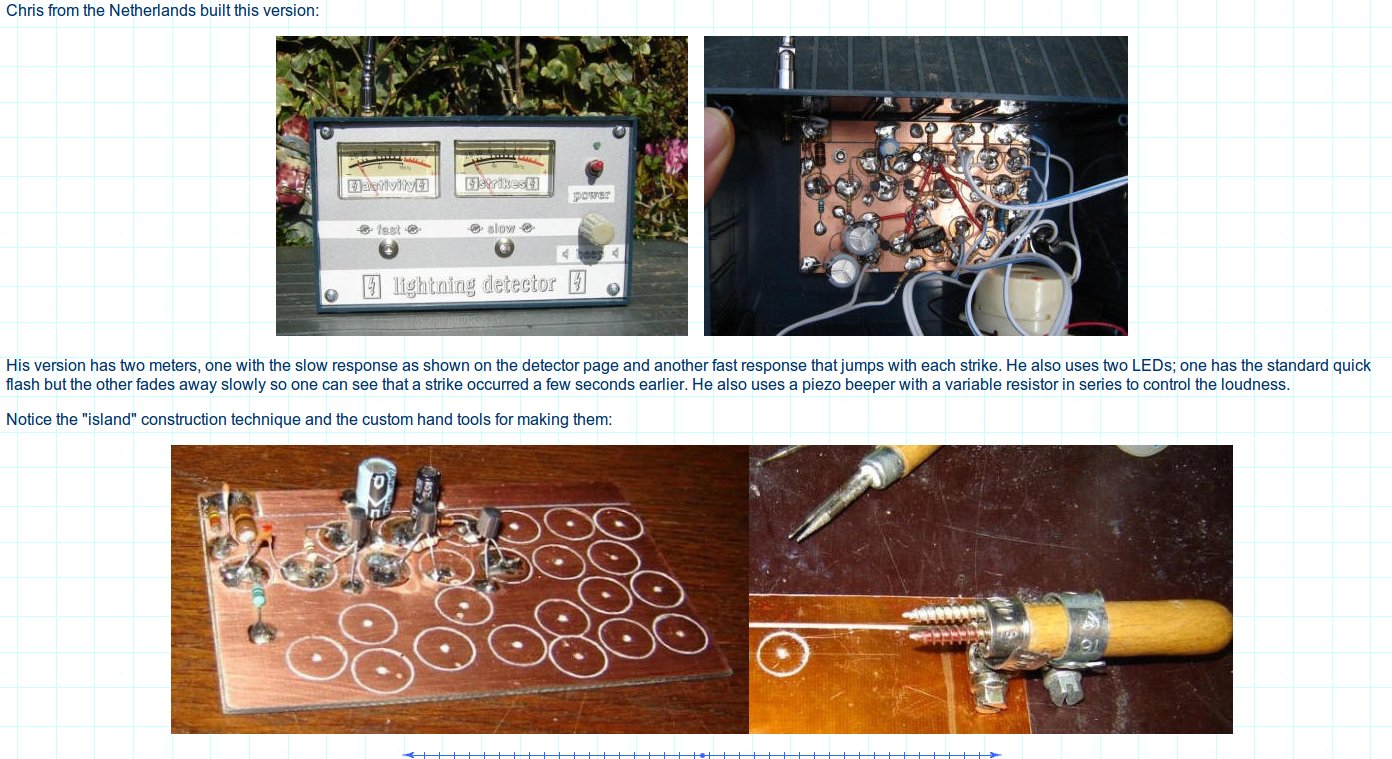 Chris from the Netherlands built this version:
activity
strikes
power
fast
slow
beep
lightning detector
His version has two meters, one with the slow response as shown on the detector page and another fast response that jumps with each strike. He also uses two LEDs; one has the standard quick
flash but the other fades away slowly so one can see that a strike occurred a few seconds earlier. He also uses a piezo beeper with a variable resistor in series to control the loudness.
Notice the "island" construction technique and the custom hand tools for making them: